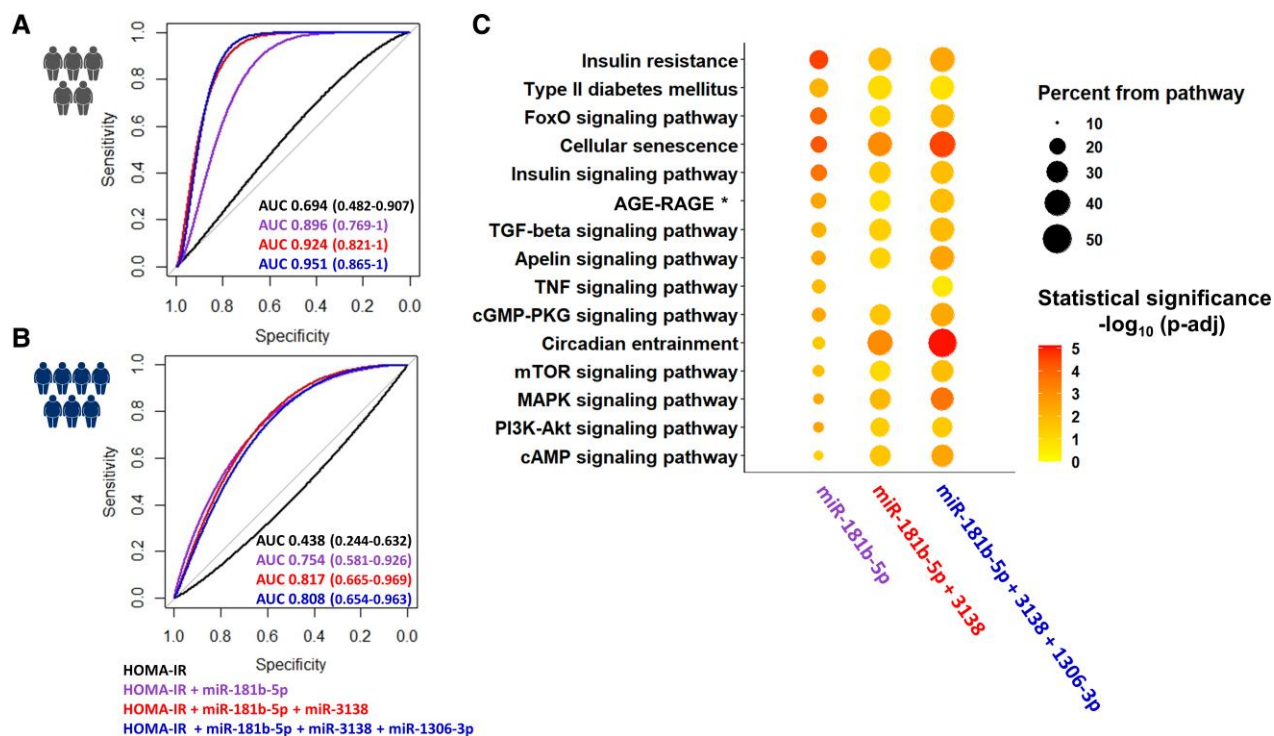 A
Sensitivity
1.0
0.8
0.6
0.4
0.2
0.0
AUC 0.694 (0.482-0.907)
AUC 0.896 (0.769-1)
AUC 0.924 (0.821-1)
AUC 0.951 (0.865-1)
1.0 0.8 0.6 0.4 0.2 0.0
Specificity
B
Sensitivity
1.0
0.8
0.6
0.4
0.2
0.0
AUC 0.438 (0.244-0.632)
AUC 0.754 (0.581-0.926)
AUC 0.817 (0.665-0.969)
AUC 0.808 (0.654-0.963)
1.0 0.8 0.6 0.4 0.2 0.0
Specificity
HOMA-IR
HOMA-IR + miR-181b-5p
HOMA-IR + miR-181b-5p + miR-3138
HOMA-IR + miR-181b-5p + miR-3138 + miR-1306-3p
C
Insulin resistance
Type II diabetes mellitus
FoxO signaling pathway
Cellular senescence
Insulin signaling pathway
AGE-RAGE *
TGF-beta signaling pathway
Apelin signaling pathway
TNF signaling pathway
cGMP-PKG signaling pathway
Circadian entrainment
mTOR signaling pathway
MAPK signaling pathway
PI3K-Akt signaling pathway
cAMP signaling pathway
miR-181b-5p
miR-181b-5p + 3138
miR-181b-5p + 3138 + 1306-3p
Percent from pathway
10
20
30
40
50
Statistical significance
-log10 (p-adj)
5
4
3
2
1
0